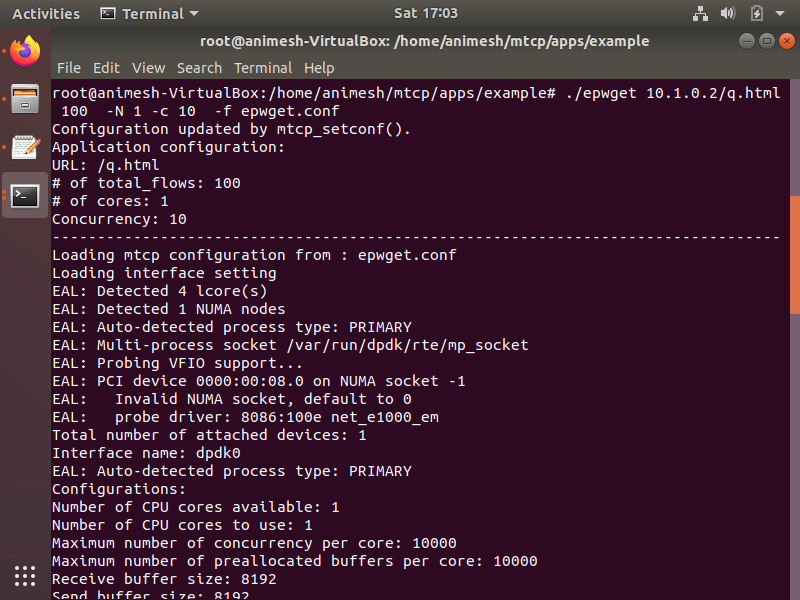 Activities Terminal Sat 17:03
root@animesh-VirtualBox: /home/animesh/mtcp/apps/example
File Edit View Search Terminal Help
root@animesh-VirtualBox:/home/animesh/mtcp/apps/example# ./epwget 10.1.0.2/q.html
 100  -N 1 -c 10  -f epwget.conf
Configuration updated by mtcp_setconf().
Application configuration:
URL: /q.html
# of total_flows: 100
# of cores: 1
Concurrency: 10
---------------------------------------------------------------------------------
Loading mtcp configuration from : epwget.conf
Loading interface setting
EAL: Detected 4 lcore(s)
EAL: Detected 1 NUMA nodes
EAL: Auto-detected process type: PRIMARY
EAL: Multi-process socket /var/run/dpdk/rte/mp_socket
EAL: Probing VFIO support...
EAL: PCI device 0000:00:08.0 on NUMA socket -1
EAL:   Invalid NUMA socket, default to 0
EAL:   probe driver: 8086:100e net_e1000_em
Total number of attached devices: 1
Interface name: dpdk0
EAL: Auto-detected process type: PRIMARY
Configurations:
Number of CPU cores available: 1
Number of CPU cores to use: 1
Maximum number of concurrency per core: 10000
Maximum number of preallocated buffers per core: 10000
Receive buffer size: 8192
Send buffer size: 8192